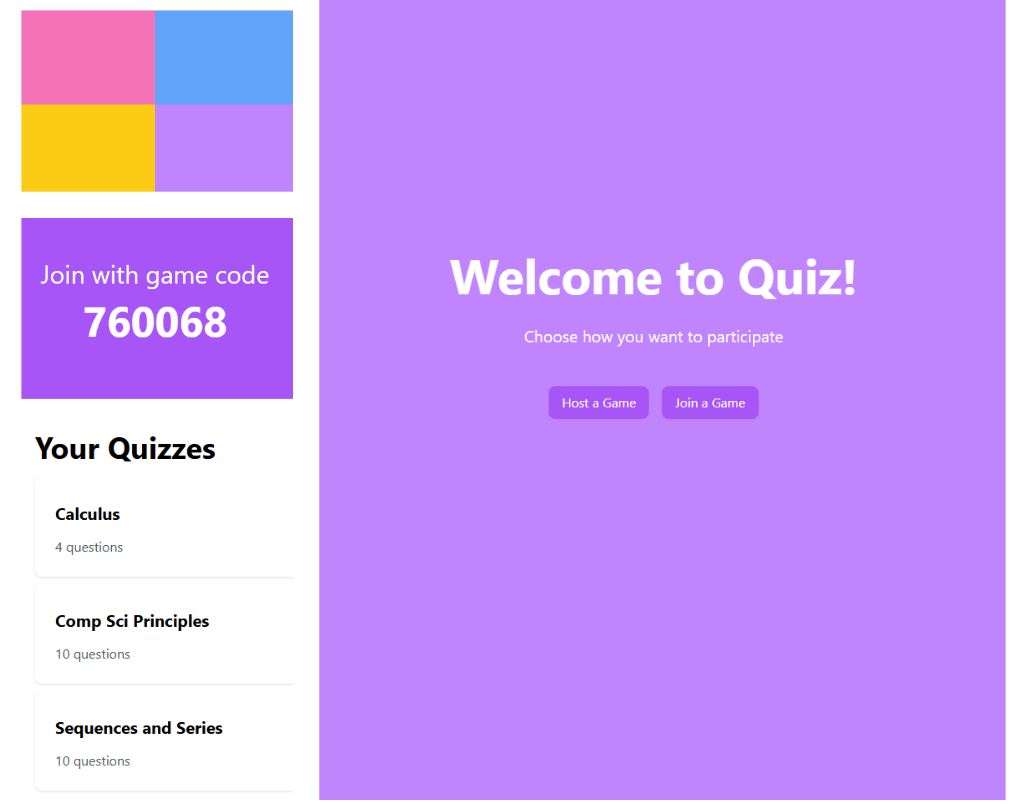 Join with game code
760068
Your Quizzes
Calculus
4 questions
Comp Sci Principles
10 questions
Sequences and Series
10 questions
Welcome to Quiz!
Choose how you want to participate
Host a Game
Join a Game